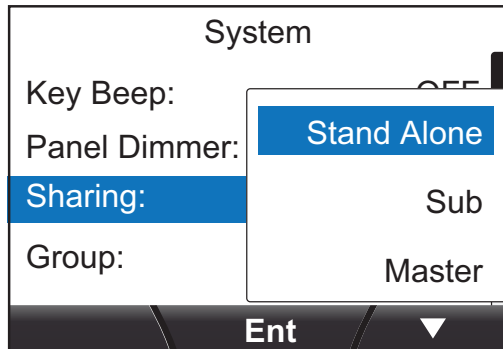 System
Key Beep:
Panel Dimmer:
Sharing:
Group:
Stand Alone
Sub
Master
Ent